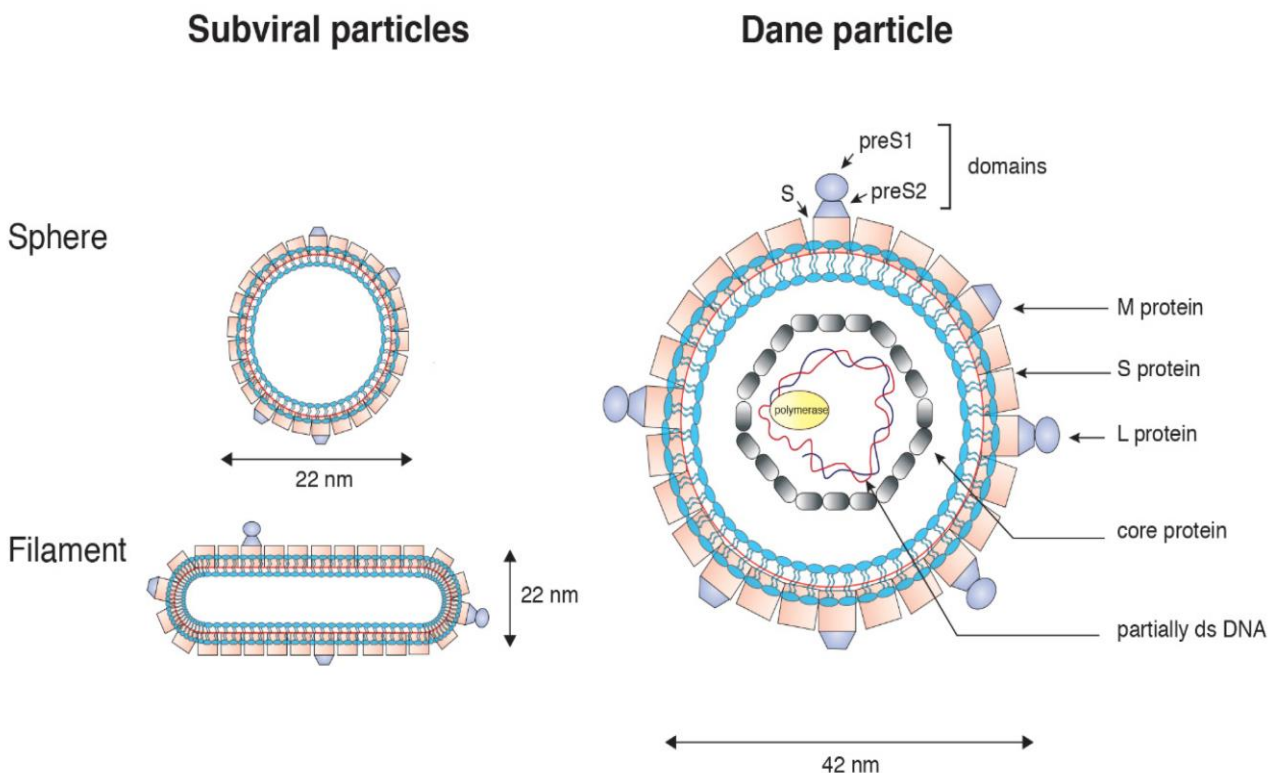 Subviral particles
Dane particle
preS1
domains
S
preS2
Sphere
M protein
S protein
polymerase
L protein
22 nm
core protein
Filament
22 nm
partially ds DNA
42 nm